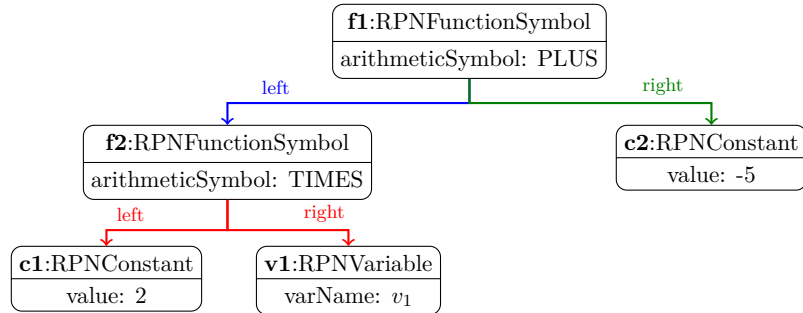 f1:RPNFunctionSymbol
arithmeticSymbol: PLUS
left
right
f2:RPNFunctionSymbol
arithmeticSymbol: TIMES
c2:RPNConstant
value: -5
left
right
c1:RPNConstant
value: 2
v1:RPNVariable
varName: v₁